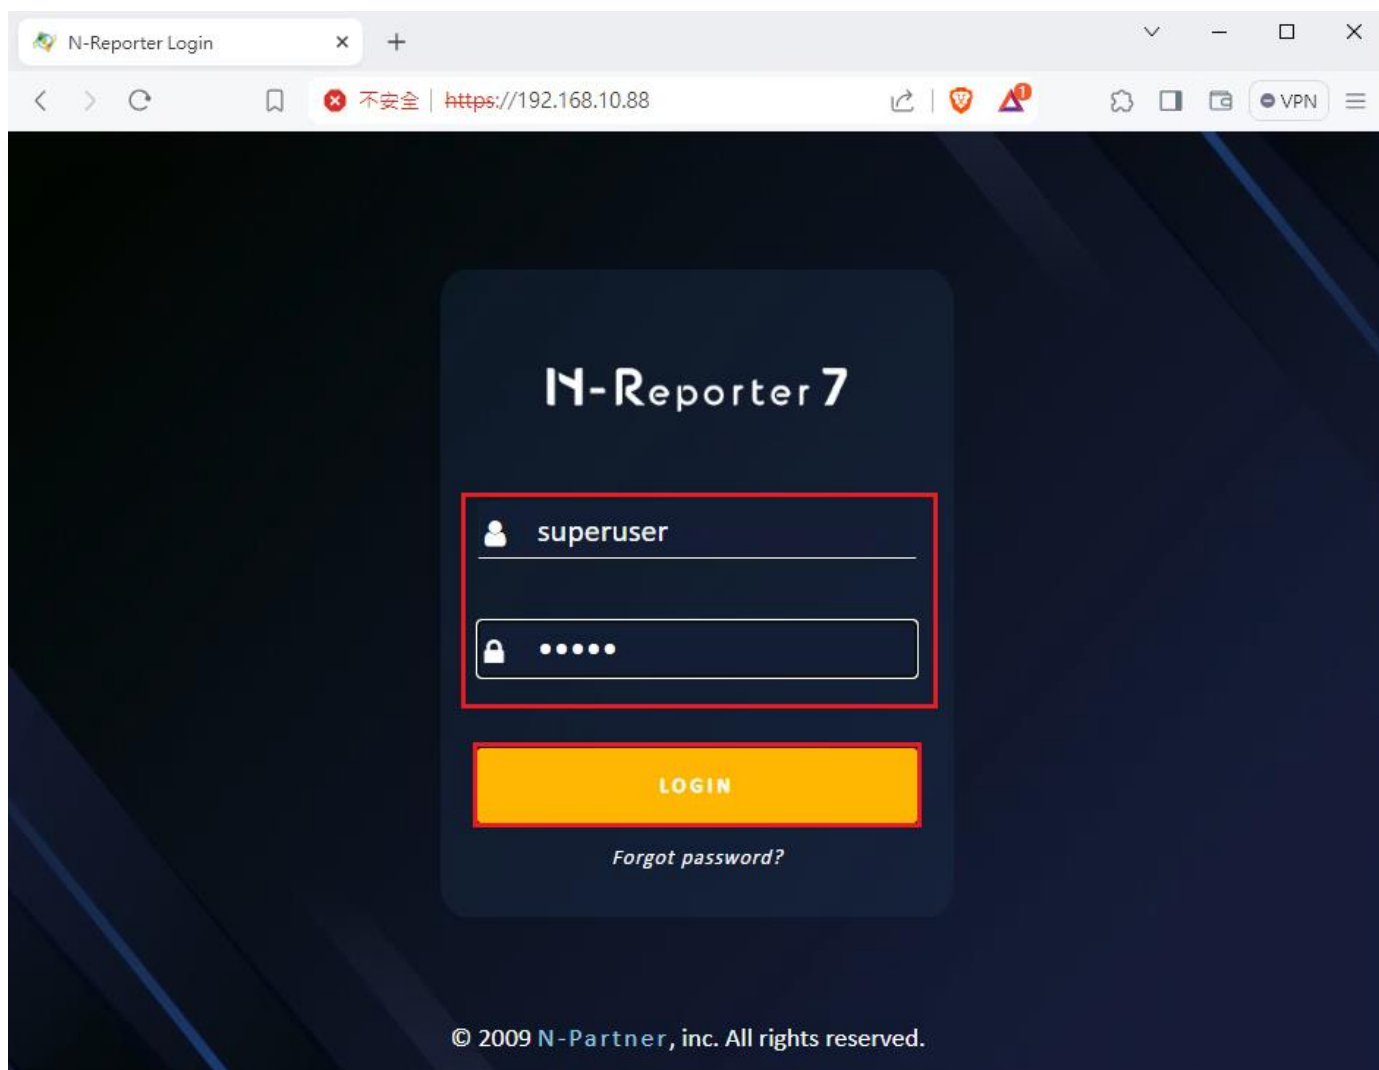 N-Reporter Login
不安全 https://192.168.10.88
1
VPN
N-Reporter 7
superuser
•••••
LOGIN
Forgot password?
© 2009 N-Partner, inc. All rights reserved.